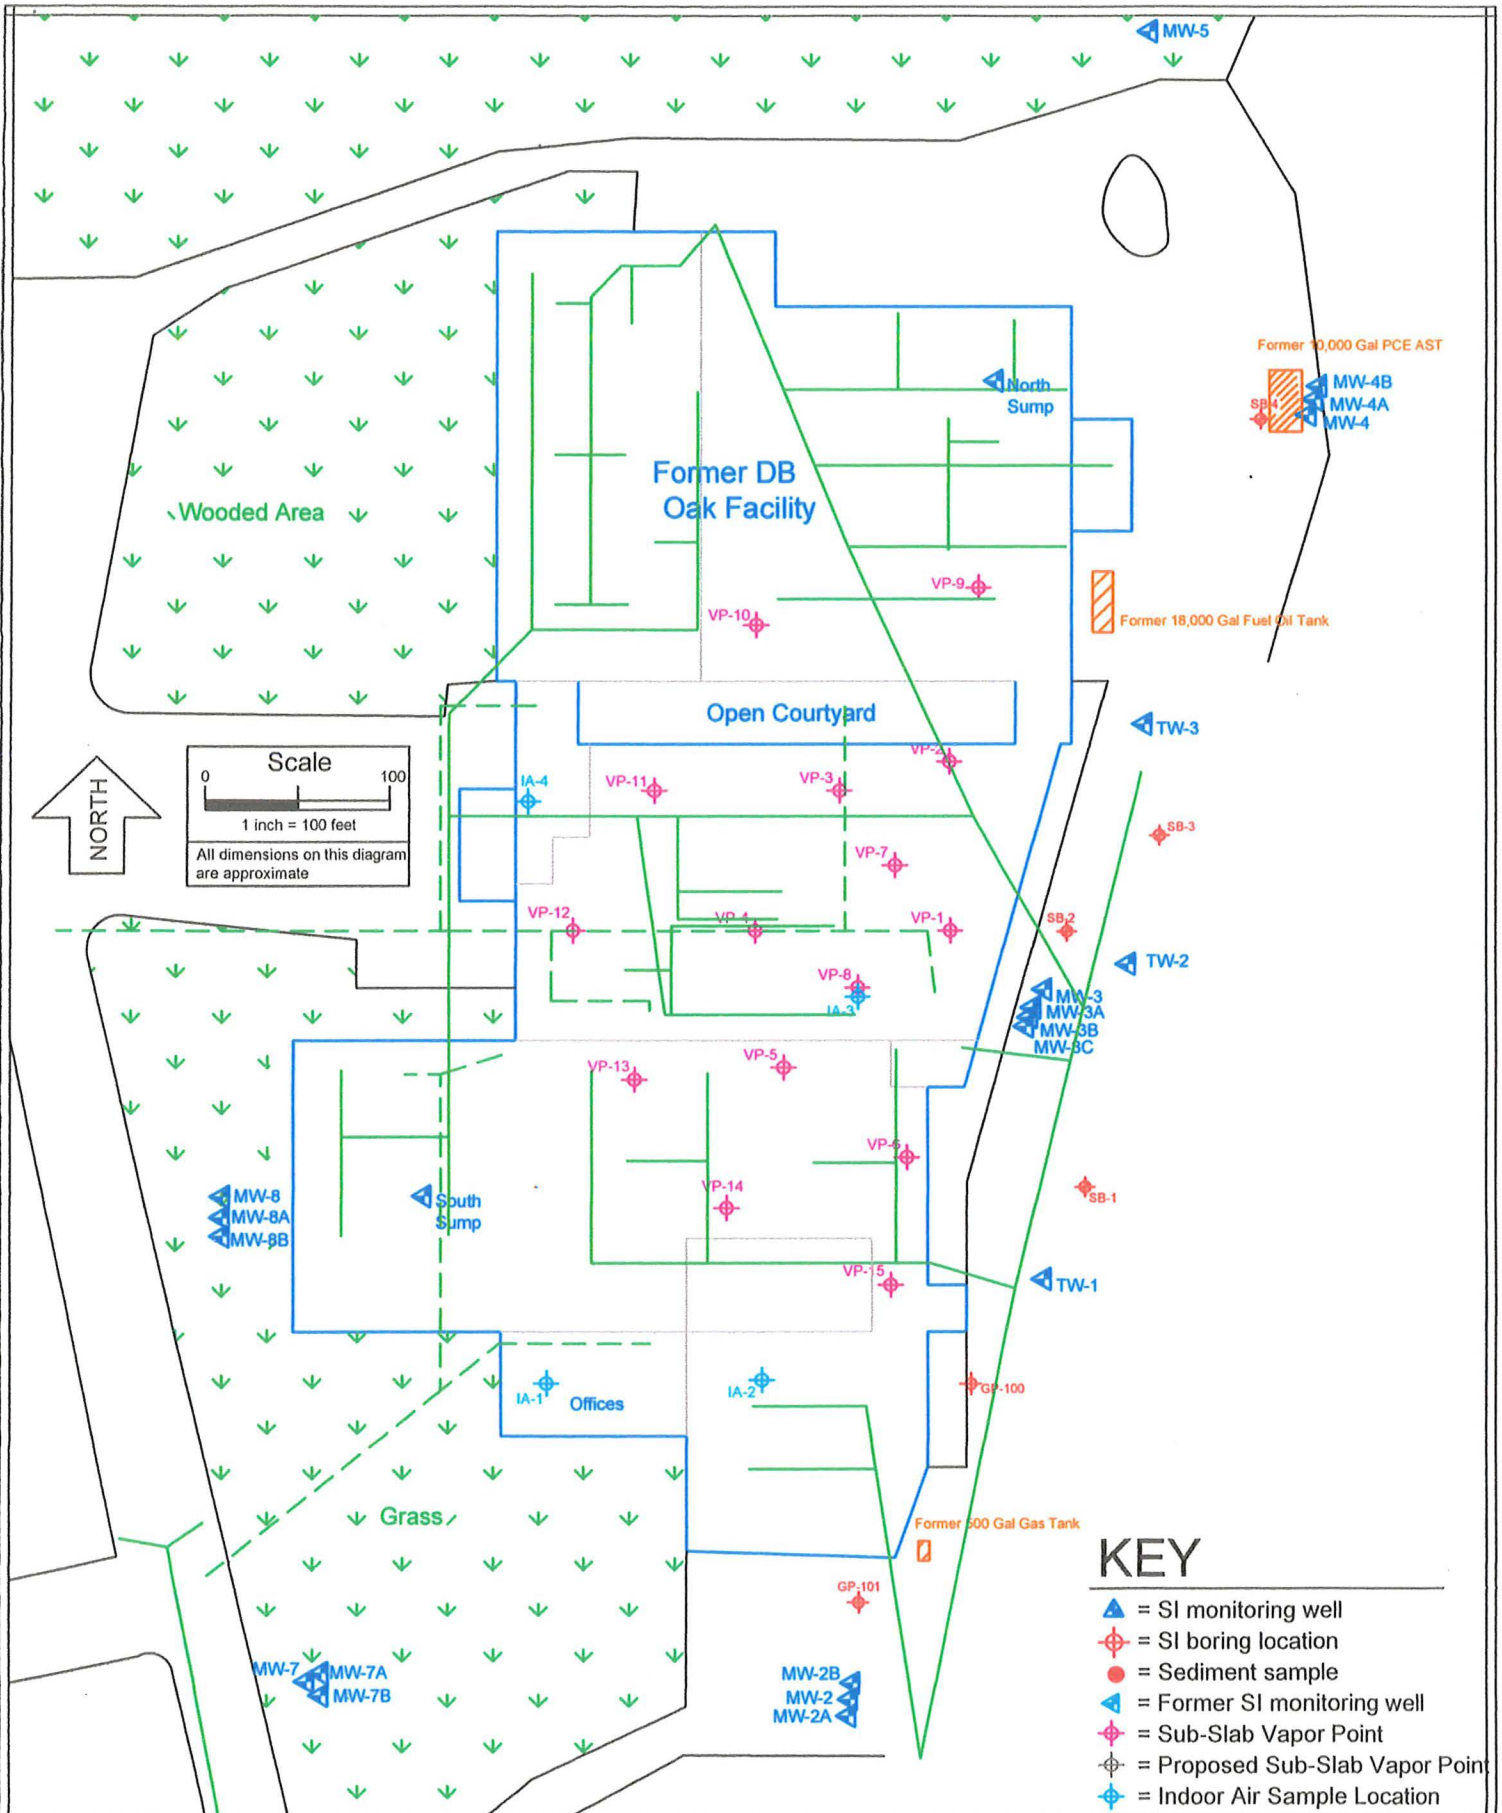 MW-5
Former 10,000 Gal PCE AST
MW-4B
SB-4
MW-4A
MW-4
North
Sump
Former DB
Oak Facility
Wooded Area
VP-9
VP-10
Former 18,000 Gal Fuel Oil Tank
Open Courtyard
TW-3
VP-2
Scale
0
100
1 inch = 100 feet
All dimensions on this diagram
are approximate
NORTH
IA-4
VP-11
VP-3
SB-3
VP-7
VP-12
VP-4
VP-1
SB-2
TW-2
VP-8
IA-3
MW-3
MW-3A
MW-3B
MW-3C
VP-13
VP-5
VP-6
VP-14
MW-8
MW-8A
MW-8B
South
Sump
SB-1
VP-15
TW-1
IA-1
Offices
IA-2
GP-100
Grass
Former 500 Gal Gas Tank
GP-101
MW-7
MW-7A
MW-7B
MW-2B
MW-2
MW-2A
KEY
= SI monitoring well
= SI boring location
= Sediment sample
= Former SI monitoring well
= Sub-Slab Vapor Point
= Proposed Sub-Slab Vapor Point
= Indoor Air Sample Location